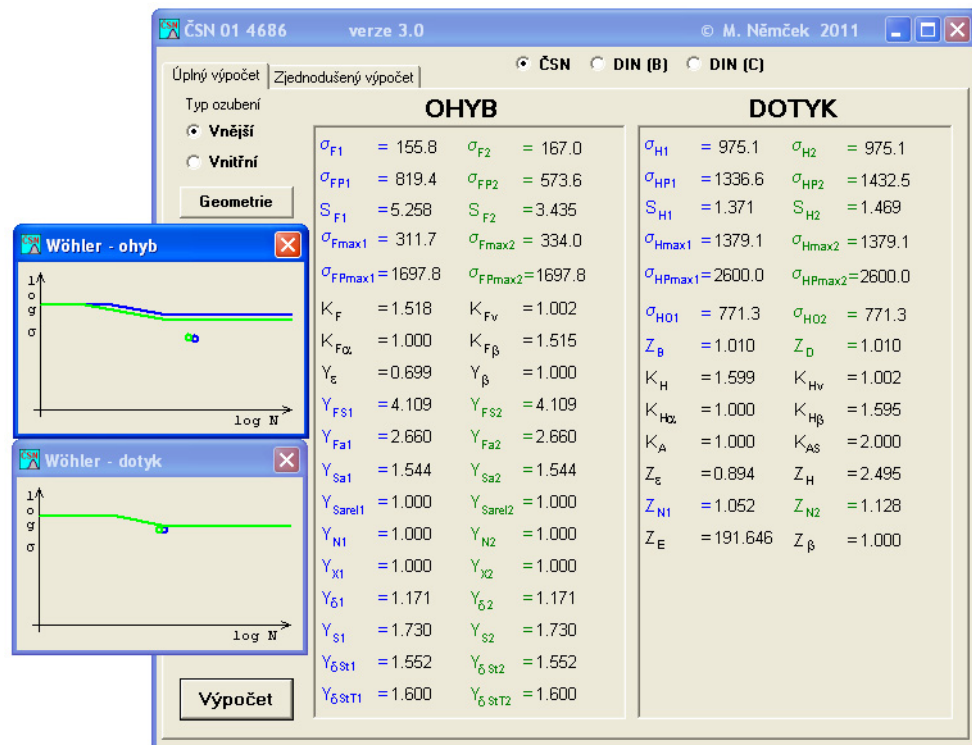 ČSN 01 4686 verze 3.0 © M. Němček 2011
ČSN DIN (B) DIN (C)
Úplný výpočet Zjednodušený výpočet
Typ ozubení
Vnější
Vnitřní
Geometrie
OHYB
σF1 = 155.8 σF2 = 167.0
σFP1 = 819.4 σFP2 = 573.6
SF1 =5.258 SF2 =3.435
σFmax1 = 311.7 σFmax2 = 334.0
σFPmax1 =1697.8 σFPmax2 =1697.8
KF =1.518 KFv =1.002
KFα =1.000 KFβ =1.515
Yε =0.699 Yβ =1.000
YFS1 =4.109 YFS2 =4.109
YFa1 =2.660 YFa2 =2.660
YSa1 =1.544 YSa2 =1.544
YSarel1 =1.000 YSarel2 =1.000
YN1 =1.000 YN2 =1.000
YX1 =1.000 YX2 =1.000
Yδ1 =1.171 Yδ2 =1.171
YS1 =1.730 YS2 =1.730
YδSt1 =1.552 YδSt2 =1.552
YδStT1 =1.600 YδStT2 =1.600
DOTYK
σH1 = 975.1 σH2 = 975.1
σHP1 =1336.6 σHP2 =1432.5
SH1 =1.371 SH2 =1.469
σHmax1 =1379.1 σHmax2 =1379.1
σHPmax1 =2600.0 σHPmax2 =2600.0
σHO1 = 771.3 σHO2 = 771.3
ZB =1.010 ZD =1.010
KH =1.599 KHv =1.002
KHα =1.000 KHβ =1.595
KA =1.000 KAS =2.000
Zε =0.894 ZH =2.495
ZN1 =1.052 ZN2 =1.128
ZE =191.646 Zβ =1.000
Wöhler - ohyb
log σ
log N
Wöhler - dotyk
log σ
log N
Výpočet